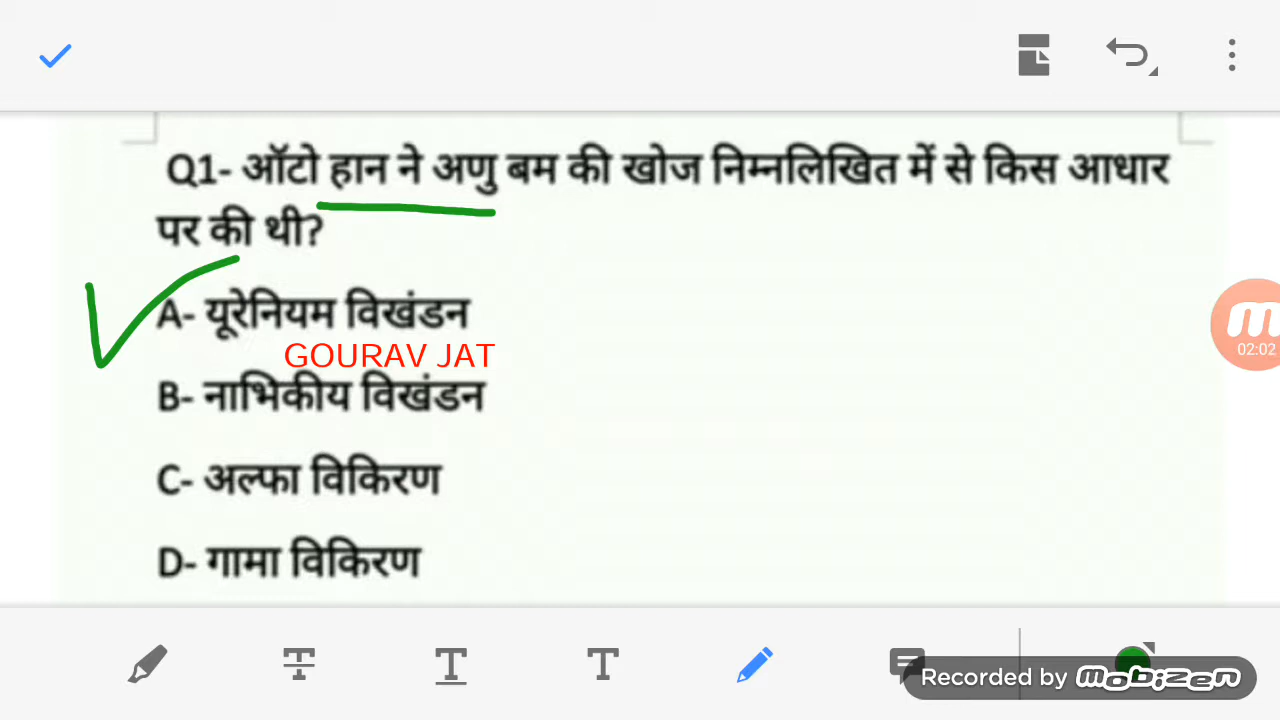 Q1- ऑटो हान ने अणु बम की खोज निम्नलिखित में से किस आधार
पर की थी?
A- यूरेनियम विखंडन
GOURAV JAT
B- नाभिकीय विखंडन
C- अल्फा विकिरण
D- गामा विकिरण
02:02
T T T
Recorded by mobizen